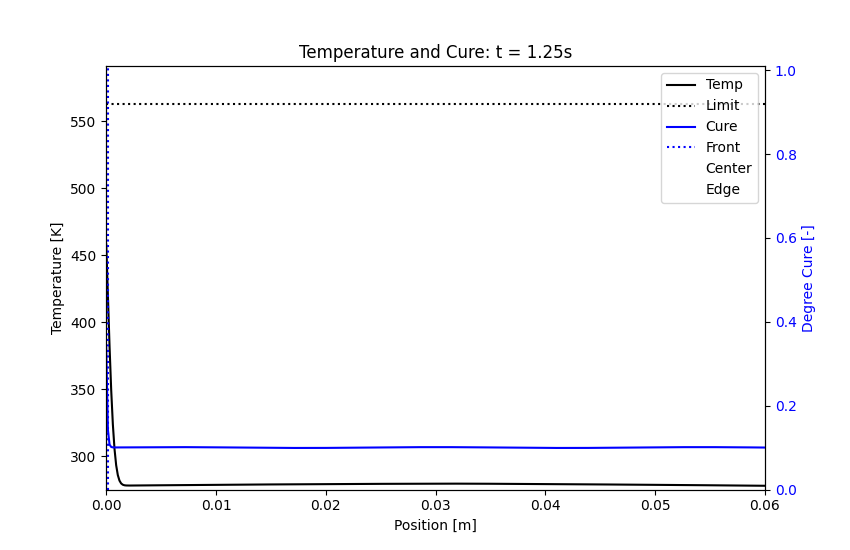 Temperature and Cure: t = 1.25s
Temperature [K]
550
500
450
400
350
300
Temp
Limit
Cure
Front
Center
Edge
1.0
0.8
0.6
0.4
0.2
0.0
Degree Cure [-]
0.00
0.01
0.02
0.03
0.04
0.05
0.06
Position [m]